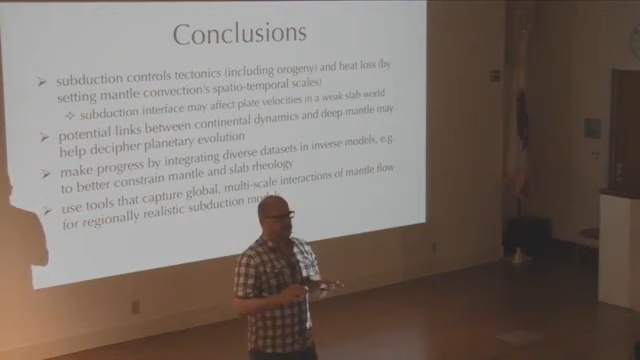 Conclusions
➢ subduction controls tectonics (including orogeny) and heat loss (by
setting mantle convection's spatio-temporal scales)
❖ subduction interface may affect plate velocities in a weak slab world
➢ potential links between continental dynamics and deep mantle may
help decipher planetary evolution
➢ make progress by integrating diverse datasets in inverse models, e.g.
to better constrain mantle and slab rheology
➢ use tools that capture global, multi-scale interactions of mantle flow
for regionally realistic subduction